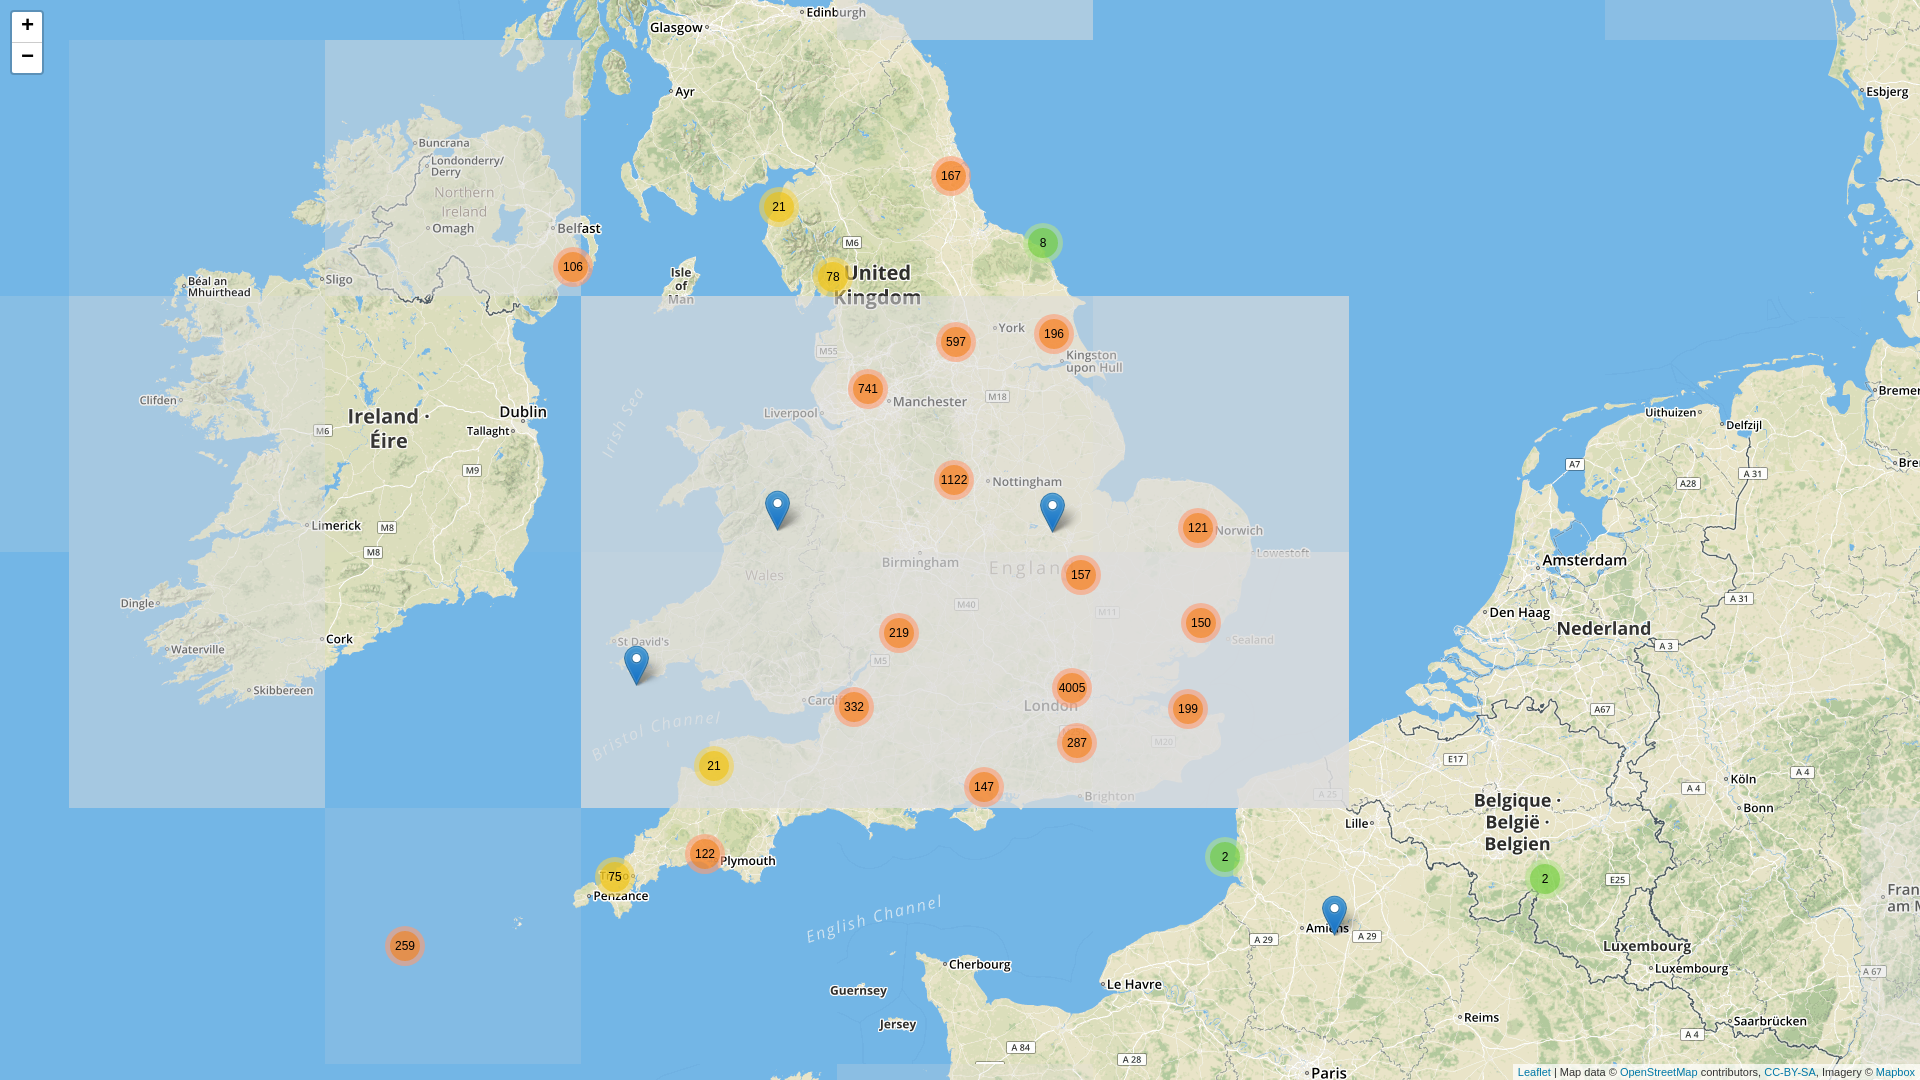 +
−
Edinburgh
Glasgow
Ayr
Esbjerg
Buncrana
Londonderry/
Derry
Northern
Ireland
Omagh
Belfast
167
21
8
M6
106
78
United
Kingdom
Isle
of
Man
Sligo
Béal an
Mhuirthead
York
196
597
M55
Kingston
upon Hull
741
Manchester
M18
Liverpool
Irish Sea
Clifden
Ireland ·
Éire
Dublin
Tallaght
M6
M9
Uithuizen
Delfzijl
Bremer
A7
A 31
A28
Bre
1122
Nottingham
121
Norwich
Lowestoft
Limerick
M8
M8
Birmingham
Englan
157
Wales
Amsterdam
A 31
Den Haag
Nederland
A 3
M40
M11
150
Sealand
219
M5
Dingle
Waterville
Cork
Skibbereen
St David's
Cardi
332
4005
London
199
287
M20
A67
E17
Bristol Channel
21
147
Brighton
A 25
Köln
A 4
A 4
Bonn
Belgique ·
België ·
Belgien
Lille
122
Plymouth
75
Penzance
2
2
E25
Fran
am M
259
English Channel
Amiens
A 29
A 29
Luxembourg
Luxembourg
A 67
Cherbourg
Le Havre
Guernsey
Jersey
Reims
Saarbrücken
A 4
A 84
A 28
Paris
Leaflet | Map data © OpenStreetMap contributors, CC-BY-SA, Imagery © Mapbox